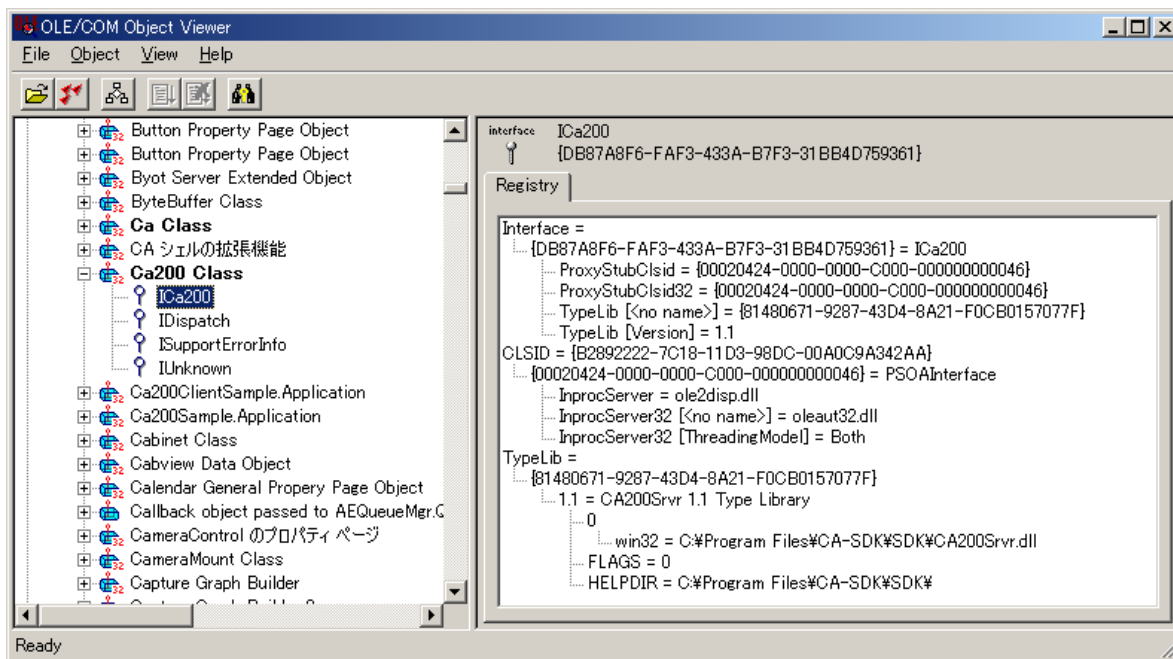 OLE/COM Object Viewer
File Object View Help
Button Property Page Object
Button Property Page Object
Byot Server Extended Object
ByteBuffer Class
Ca Class
CA シェルの拡張機能
Ca200 Class
ICa200
IDispatch
ISupportErrorInfo
IUnknown
Ca200ClientSample.Application
Ca200Sample.Application
Cabinet Class
Cabview Data Object
Calendar General Propery Page Object
Callback object passed to AEQueueMgr.Q
CameraControl のプロパティ ページ
CameraMount Class
Capture Graph Builder
interface ICa200
{DB87A8F6-FAF3-433A-B7F3-31BB4D759361}
Registry
Interface =
{DB87A8F6-FAF3-433A-B7F3-31BB4D759361} = ICa200
ProxyStubClsid = {00020424-0000-0000-C000-000000000046}
ProxyStubClsid32 = {00020424-0000-0000-C000-000000000046}
TypeLib [<no name>] = {81480671-9287-43D4-8A21-F0CB0157077F}
TypeLib [Version] = 1.1
CLSID = {B2892222-7C18-11D3-98DC-00A0C9A342AA}
{00020424-0000-0000-C000-000000000046} = PSOAInterface
InprocServer = ole2disp.dll
InprocServer32 [<no name>] = oleaut32.dll
InprocServer32 [ThreadingModel] = Both
TypeLib =
{81480671-9287-43D4-8A21-F0CB0157077F}
1.1 = CA200Srvr 1.1 Type Library
0
win32 = C:¥Program Files¥CA-SDK¥SDK¥CA200Srvr.dll
FLAGS = 0
HELPDIR = C:¥Program Files¥CA-SDK¥SDK¥
Ready